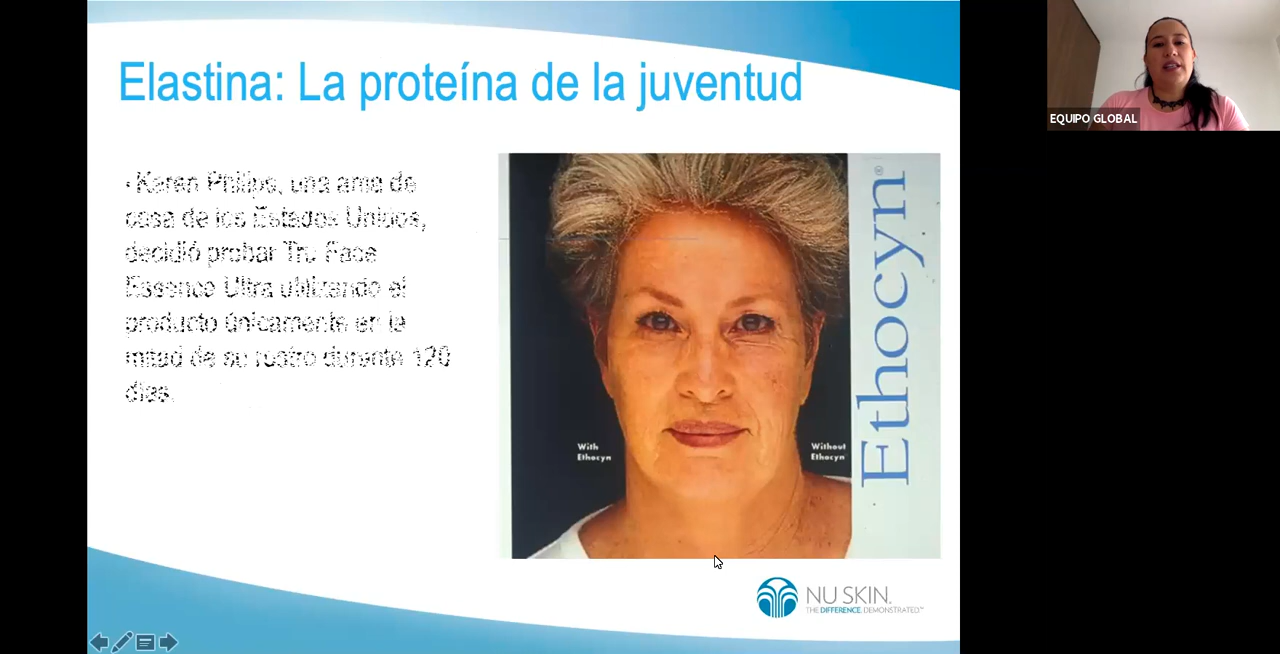 Elastina: La proteína de la juventud
EQUIPO GLOBAL
• Karen Philips, una ama de
casa de los Estados Unidos,
decidió probar Tru Face
Essence Ultra utilizando el
producto únicamente en la
mitad de su rostro durante 120
días.
With
Ethocyn
Without
Ethocyn
Ethocyn®
NU SKIN.
THE DIFFERENCE. DEMONSTRATED.™